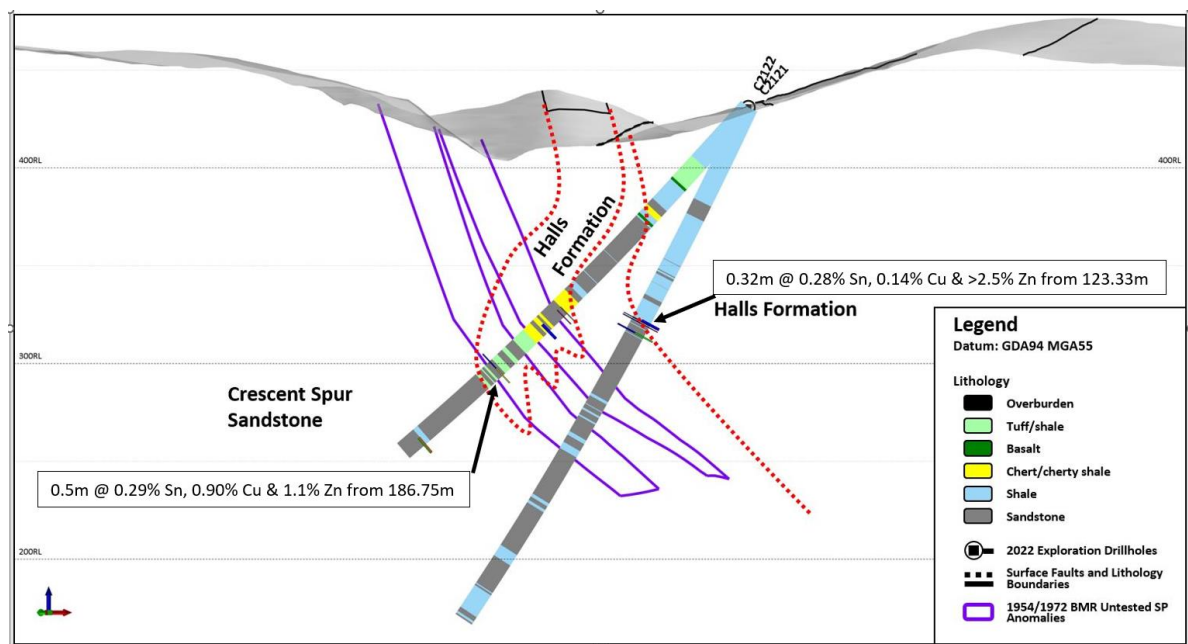 C2122
C2121
400RL
400RL
Halls
Formation
0.32m @ 0.28% Sn, 0.14% Cu & >2.5% Zn from 123.33m
Halls Formation
300RL
Crescent Spur
Sandstone
0.5m @ 0.29% Sn, 0.90% Cu & 1.1% Zn from 186.75m
200RL
Legend
Datum: GDA94 MGA55
Lithology
Overburden
Tuff/shale
Basalt
Chert/cherty shale
Shale
Sandstone
2022 Exploration Drillholes
Surface Faults and Lithology
Boundaries
1954/1972 BMR Untested SP
Anomalies